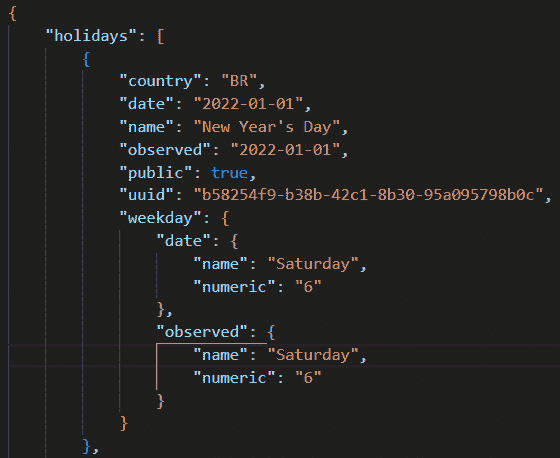 {
    "holidays": [
        {
            "country": "BR",
            "date": "2022-01-01",
            "name": "New Year's Day",
            "observed": "2022-01-01",
            "public": true,
            "uuid": "b58254f9-b38b-42c1-8b30-95a095798b0c",
            "weekday": {
                "date": {
                    "name": "Saturday",
                    "numeric": "6"
                },
                "observed": {
                    "name": "Saturday",
                    "numeric": "6"
                }
            }
        },